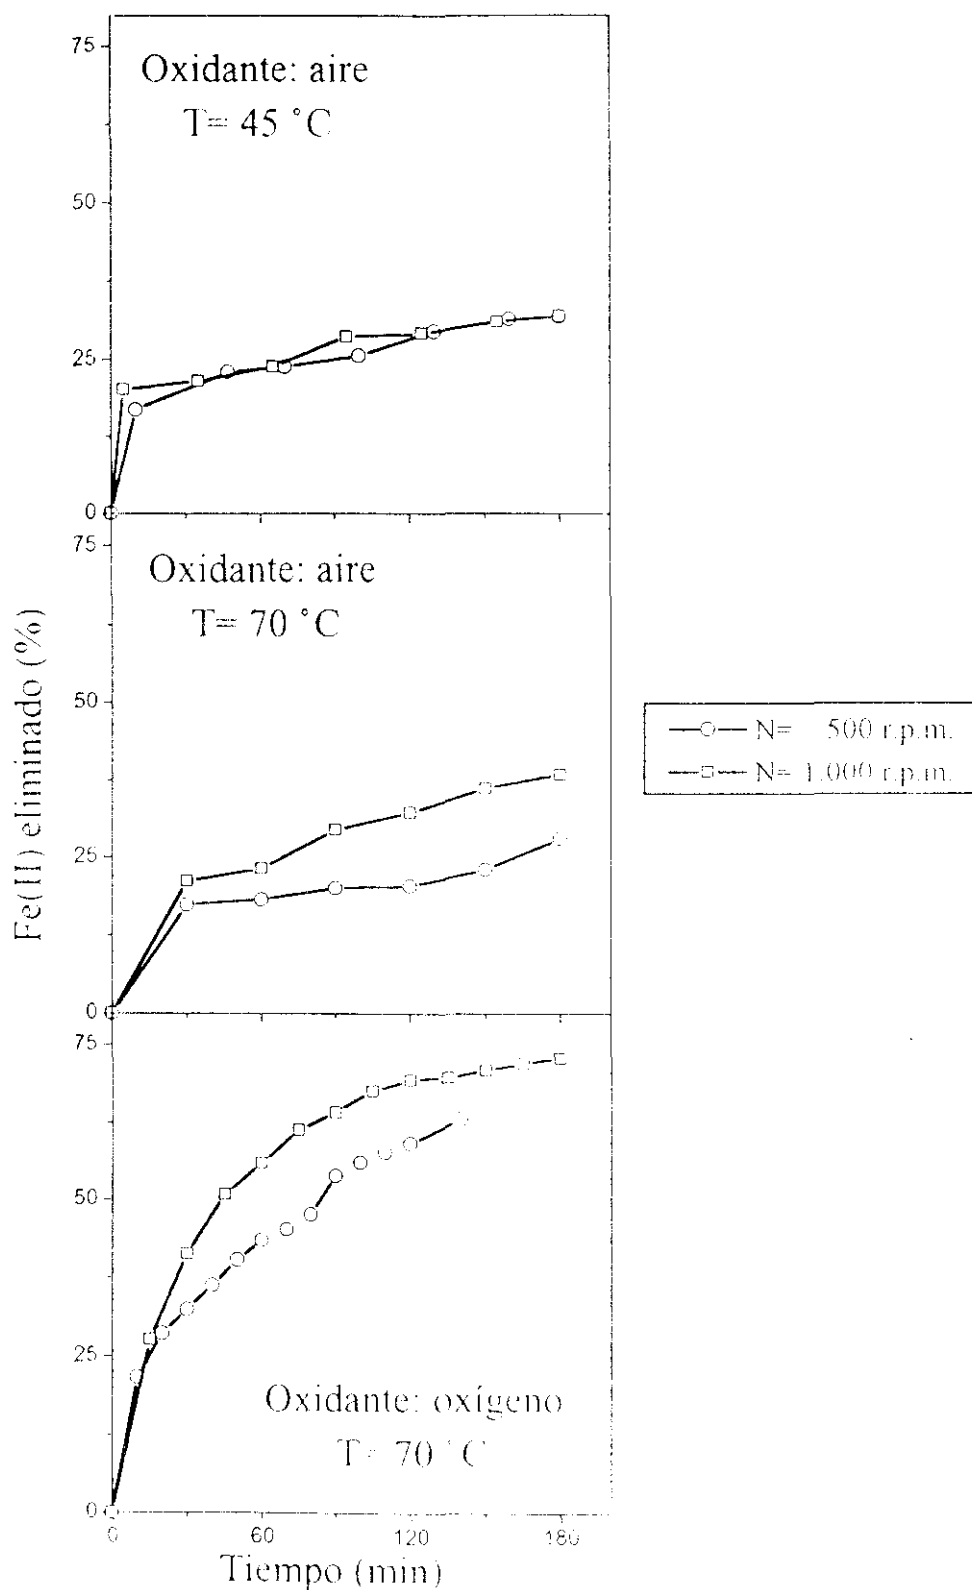 75
Oxidante: aire
T= 45 °C
50
25
0
75
Oxidante: aire
T= 70 °C
50
25
0
Fe(II) eliminado (%)
N= 500 r.p.m.
N= 1.000 r.p.m.
75
50
25
Oxidante: oxígeno
T= 70 °C
0
0 60 120 180
Tiempo (min)